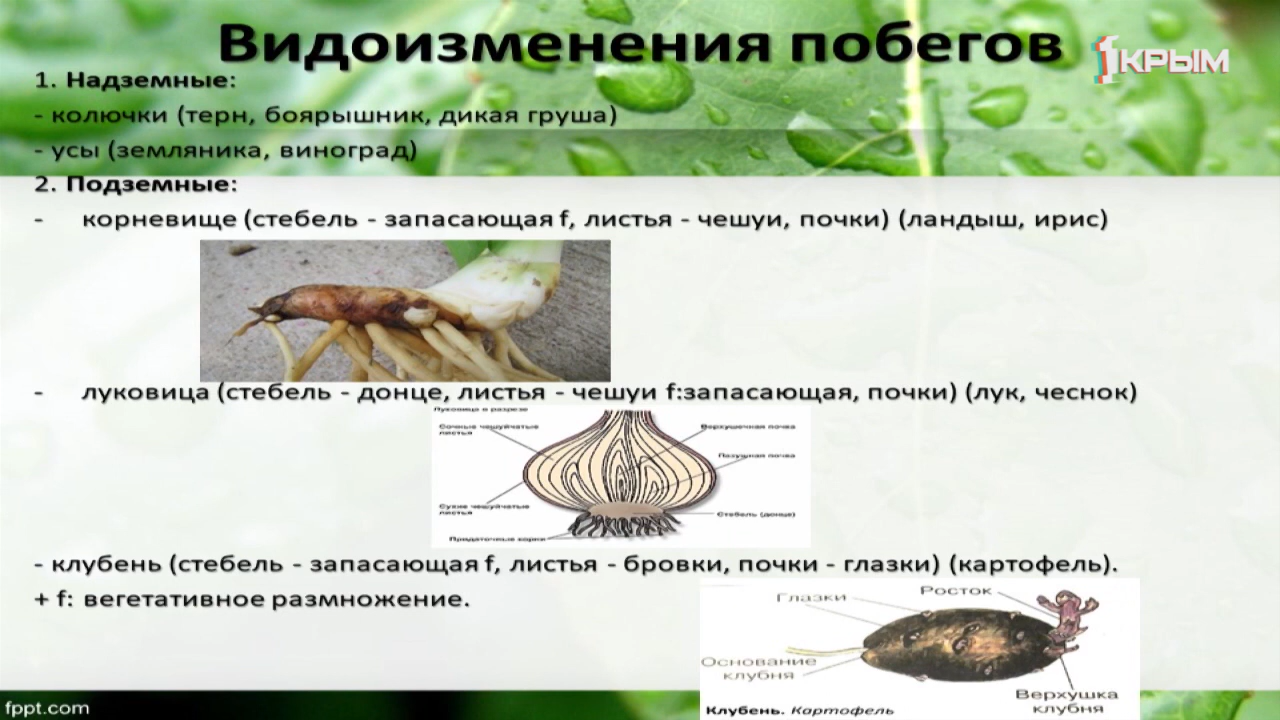 Видоизменения побегов
1КРЫМ
1. Надземные:
- колючки (терн, боярышник, дикая груша)
- усы (земляника, виноград)
2. Подземные:
- корневище (стебель - запасающая f, листья - чешуи, почки) (ландыш, ирис)
- луковица (стебель - донце, листья - чешуи f:запасающая, почки) (лук, чеснок)
Луковица в разрезе
Сочные чешуйчатые
листья
Верхушечная почка
Пазушная почка
Сухие чешуйчатые
листья
Стебель (донце)
Придаточные корни
- клубень (стебель - запасающая f, листья - бровки, почки - глазки) (картофель).
+ f: вегетативное размножение.
Глазки
Росток
Основание
клубня
Верхушка
клубня
Клубень. Картофель
fppt.com